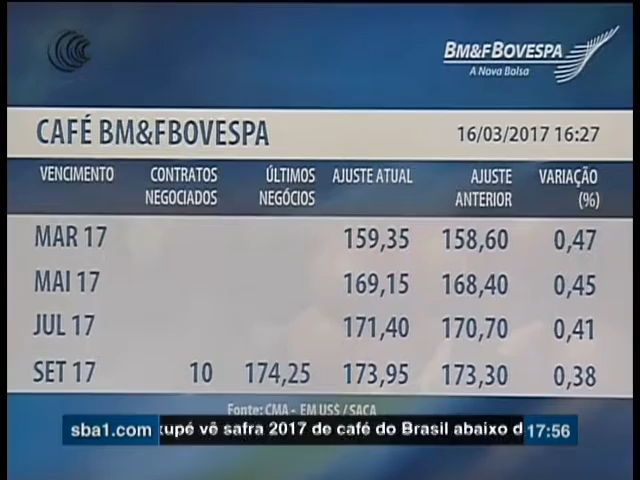 BM&FBOVESPA
A Nova Bolsa
CAFÉ BM&FBOVESPA 16/03/2017 16:27
VENCIMENTO CONTRATOS NEGOCIADOS ÚLTIMOS NEGÓCIOS AJUSTE ATUAL AJUSTE ANTERIOR VARIAÇÃO (%)
MAR 17 159,35 158,60 0,47
MAI 17 169,15 168,40 0,45
JUL 17 171,40 170,70 0,41
SET 17 10 174,25 173,95 173,30 0,38
Fonte: CMA - EM US$ / SACA
sba1.com xupé vê safra 2017 de café do Brasil abaixo d 17:56